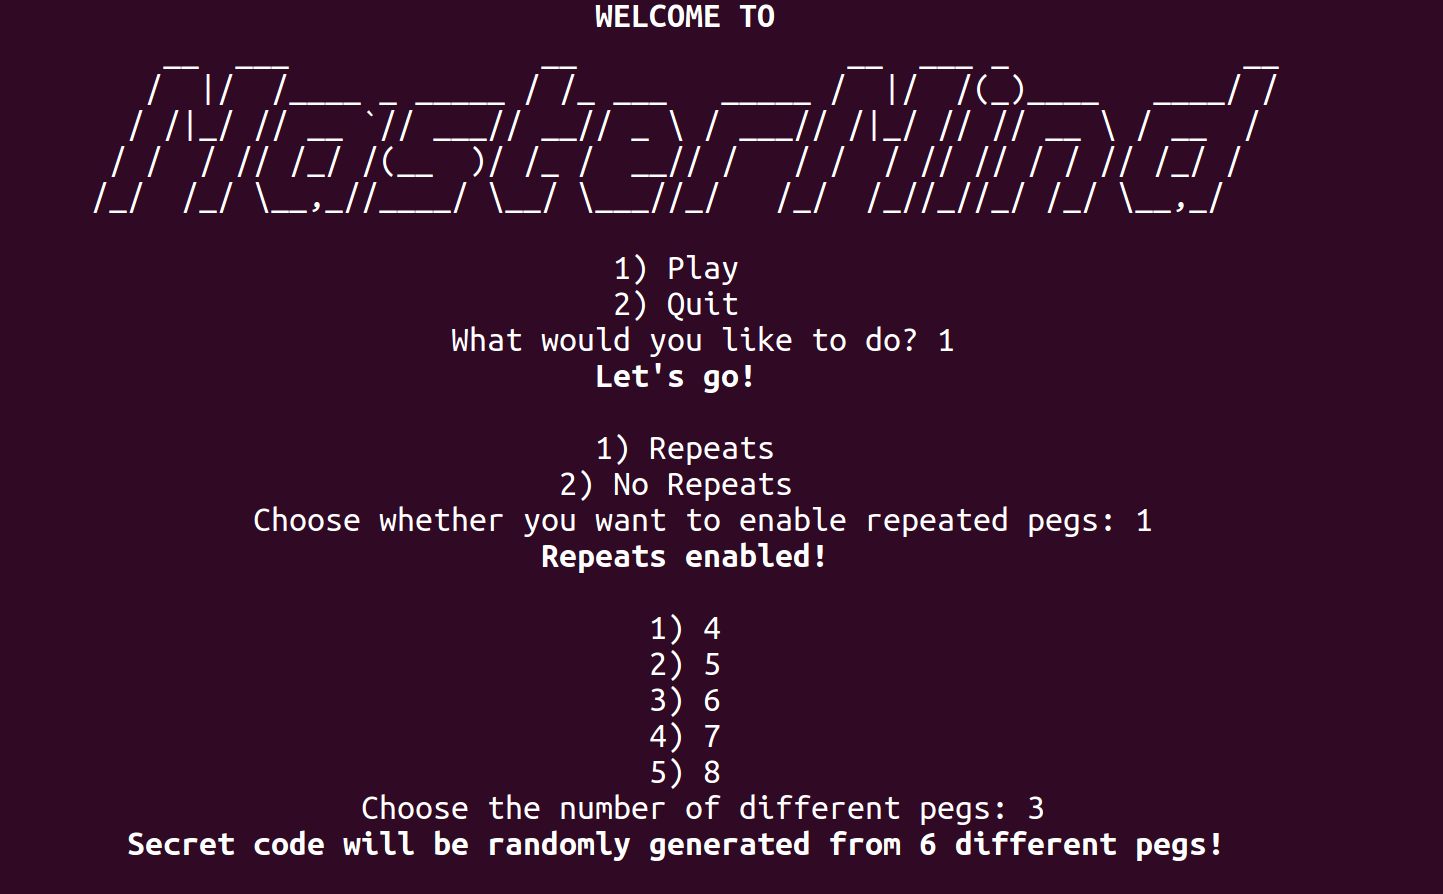 WELCOME TO
MasterMind
1) Play
2) Quit
What would you like to do? 1
Let's go!
1) Repeats
2) No Repeats
Choose whether you want to enable repeated pegs: 1
Repeats enabled!
1) 4
2) 5
3) 6
4) 7
5) 8
Choose the number of different pegs: 3
Secret code will be randomly generated from 6 different pegs!